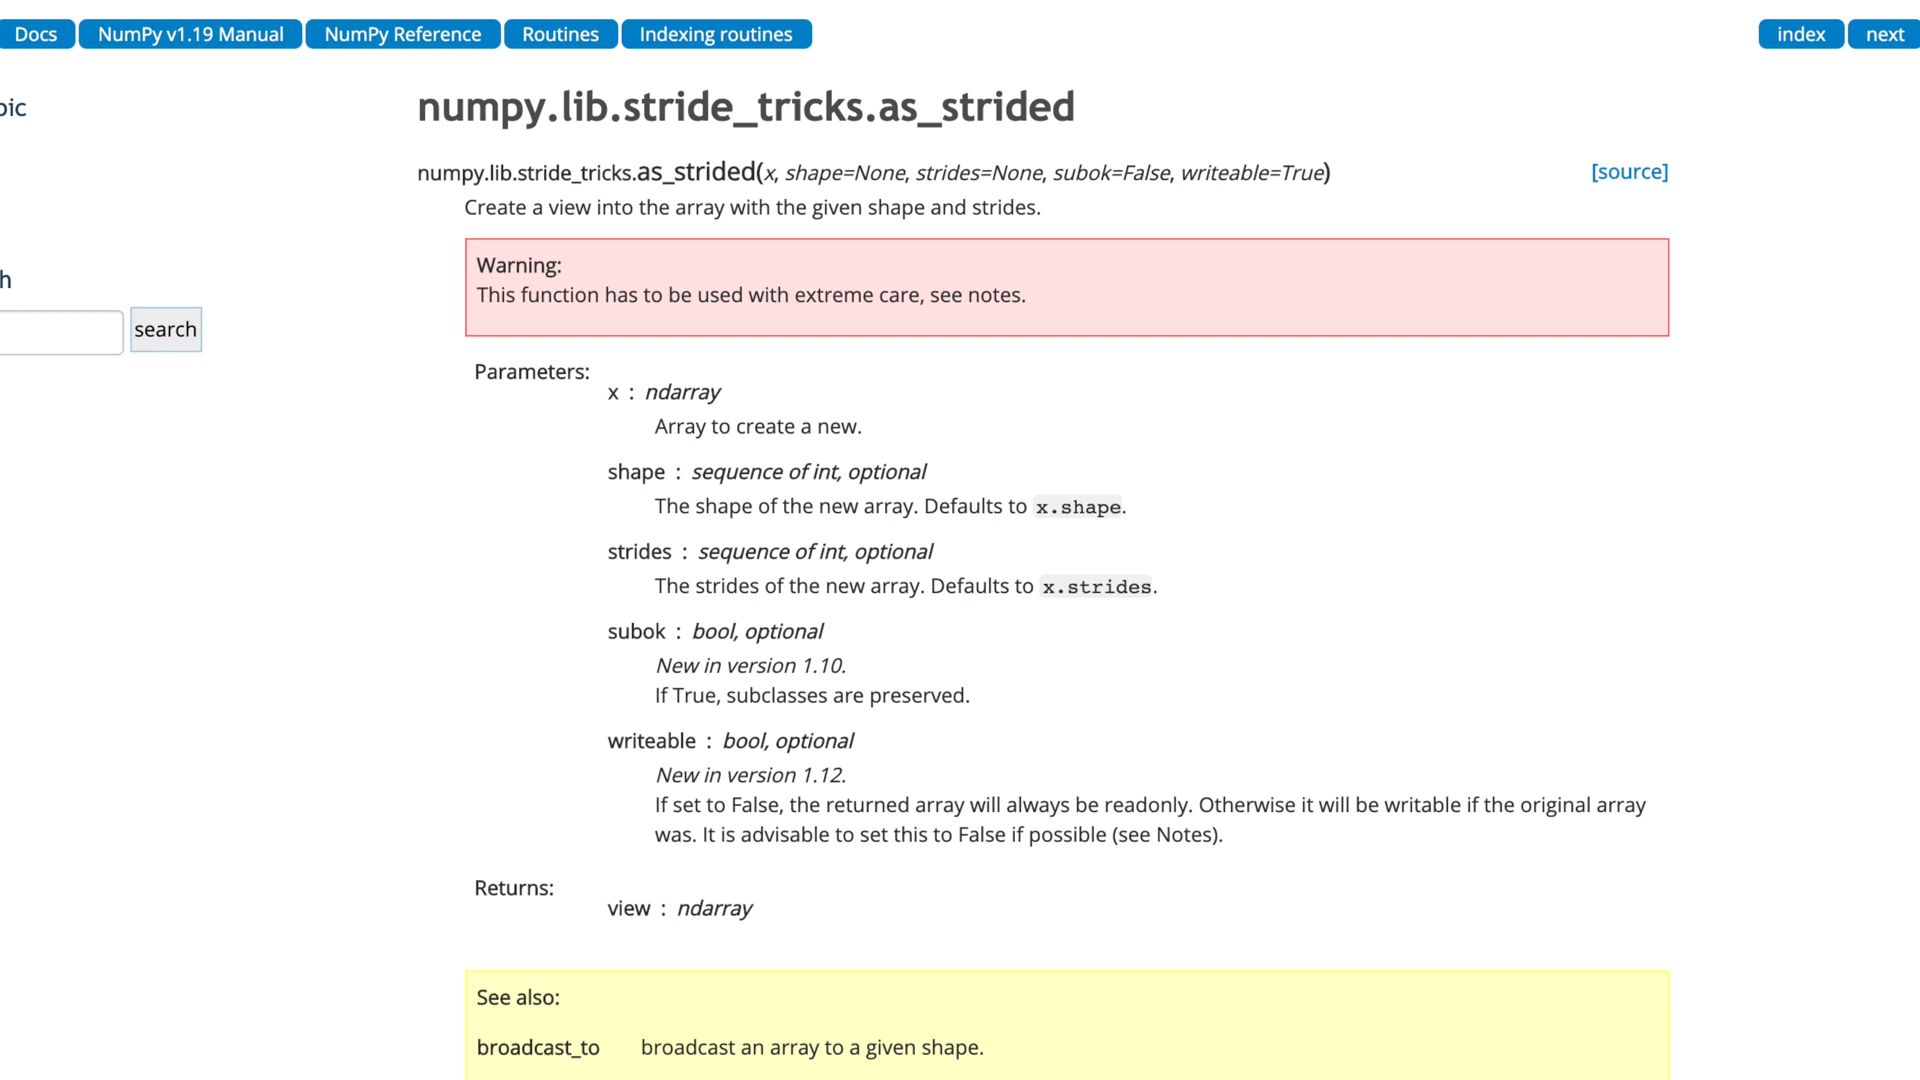 Docs NumPy v1.19 Manual NumPy Reference Routines Indexing routines index next
numpy.lib.stride_tricks.as_strided
numpy.lib.stride_tricks.as_strided(x, shape=None, strides=None, subok=False, writeable=True) [source]
Create a view into the array with the given shape and strides.
Warning:
This function has to be used with extreme care, see notes.
search
Parameters:
x : ndarray
Array to create a new.
shape : sequence of int, optional
The shape of the new array. Defaults to x.shape.
strides : sequence of int, optional
The strides of the new array. Defaults to x.strides.
subok : bool, optional
New in version 1.10.
If True, subclasses are preserved.
writeable : bool, optional
New in version 1.12.
If set to False, the returned array will always be readonly. Otherwise it will be writable if the original array
was. It is advisable to set this to False if possible (see Notes).
Returns:
view : ndarray
See also:
broadcast_to broadcast an array to a given shape.